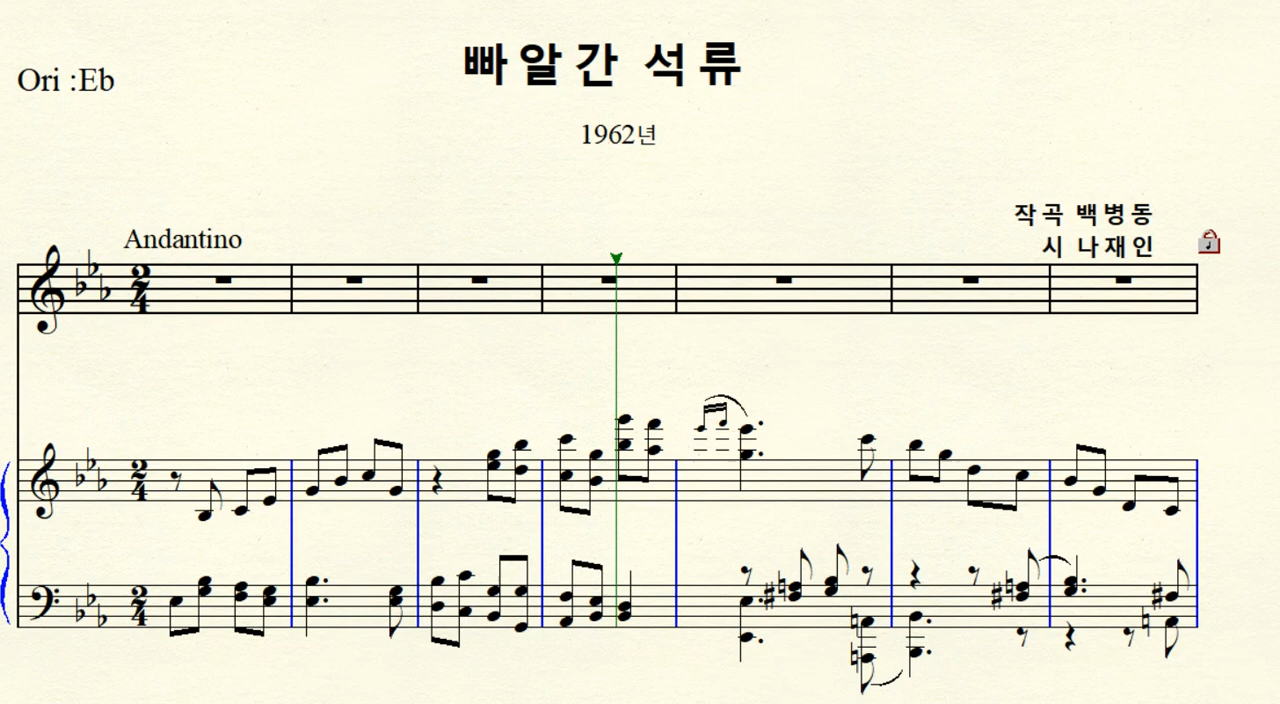 빠알간 석류
Ori :Eb
1962년
작곡 백병동
시 나재인
Andantino